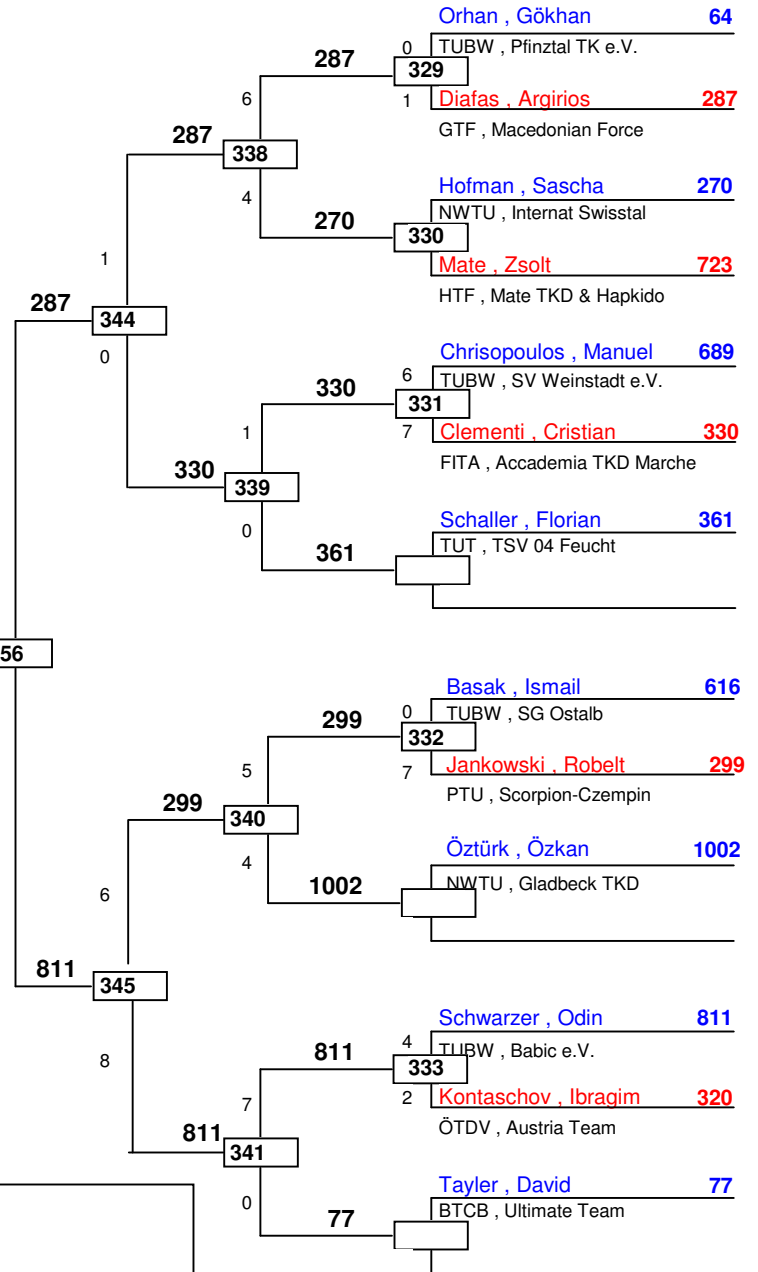 Orhan , Gökhan 64
0 TUBW , Pfinztal TK e.V.
287 329
1 Diafas , Argirios 287
6
GTF , Macedonian Force
287 338
Hofman , Sascha 270
4
NWTU , Internat Swisstal
270 330
Mate , Zsolt 723
1
HTF , Mate TKD & Hapkido
287 344
0
Chrisopoulos , Manuel 689
6 TUBW , SV Weinstadt e.V.
330 331
1
7 Clementi , Cristian 330
FITA , Accademia TKD Marche
330 339
0
Schaller , Florian 361
TUT , TSV 04 Feucht
361
56
Basak , Ismail 616
0 TUBW , SG Ostalb
299 332
5
7 Jankowski , Robelt 299
PTU , Scorpion-Czempin
299 340
4
Öztürk , Özkan 1002
NWTU , Gladbeck TKD
1002
6
811 345
8
Schwarzer , Odin 811
4
TUBW , Babic e.V.
811 333
7
2 Kontaschov , Ibragim 320
ÖTDV , Austria Team
811 341
0
Tayler , David 77
BTCB , Ultimate Team
77